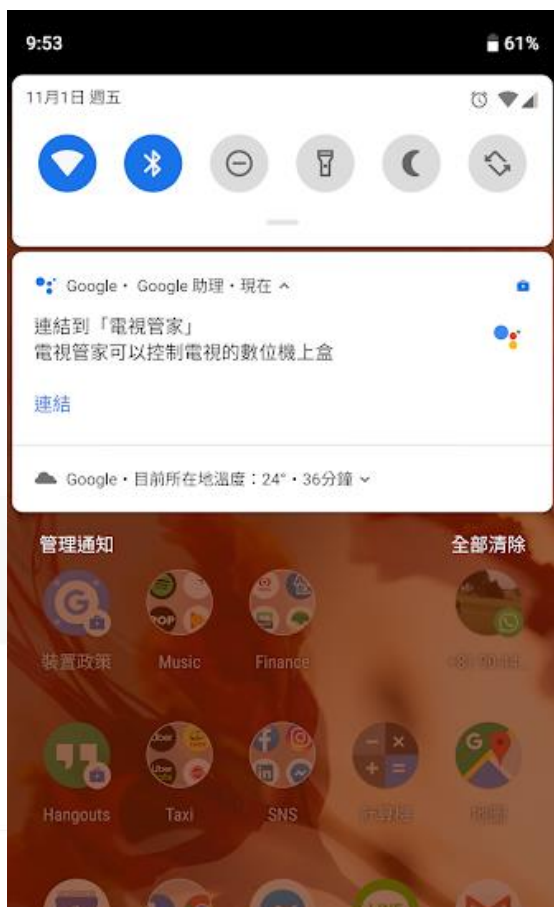 9:53 61%
11月1日 週五
Google・ Google 助理・現在
連結到「電視管家」
電視管家可以控制電視的數位機上盒
連結
Google・目前所在地溫度：24°・36分鐘
管理通知 全部清除
裝置政策 Music Finance
Hangouts Taxi SNS